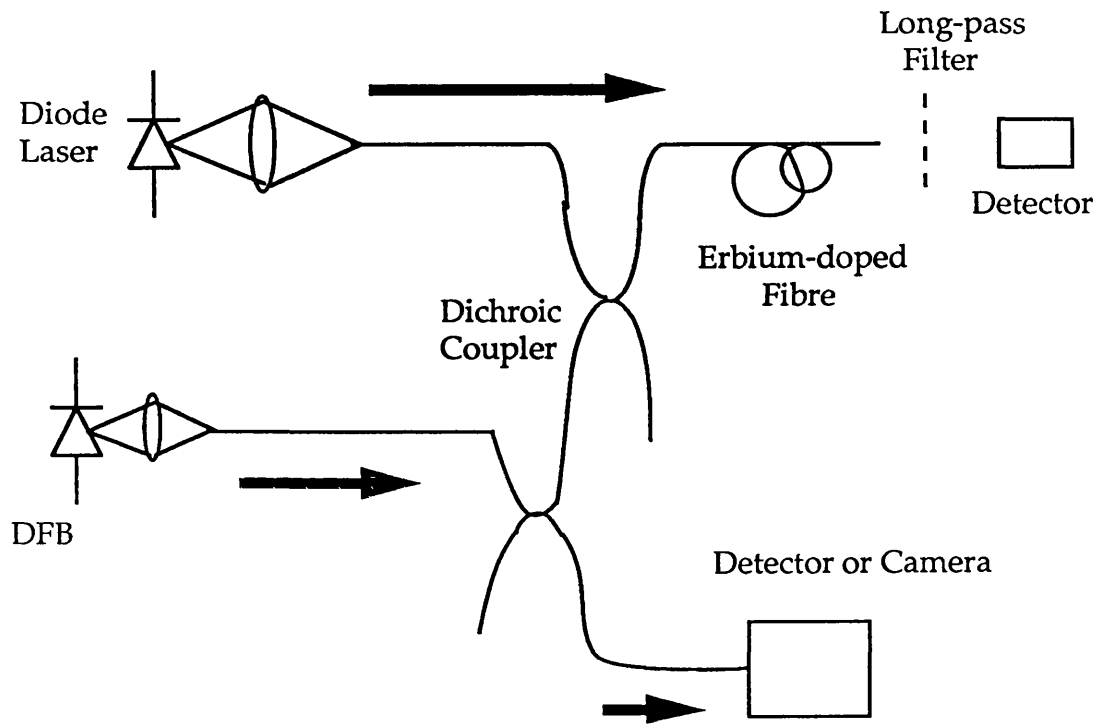 Long-pass
Filter
Diode
Laser
Detector
Erbium-doped
Fibre
Dichroic
Coupler
DFB
Detector or Camera